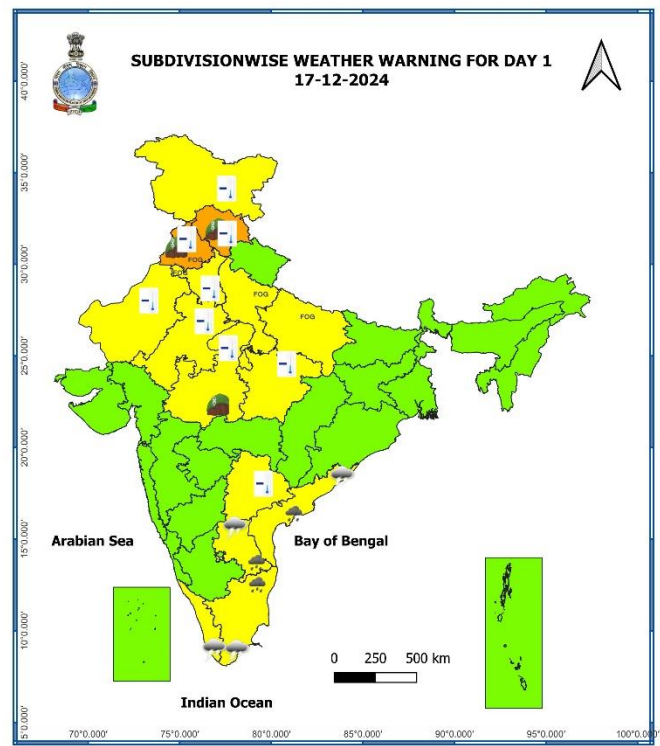 SUBDIVISIONWISE WEATHER WARNING FOR DAY 1
17-12-2024
40°0.000'
35°0.000'
30°0.000'
25°0.000'
20°0.000'
15°0.000'
10°0.000'
5°0.000'
FOG
FOG
FOG
FOG
Arabian Sea
Bay of Bengal
0 250 500 km
Indian Ocean
70°0.000' 75°0.000' 80°0.000' 85°0.000' 90°0.000' 95°0.000'